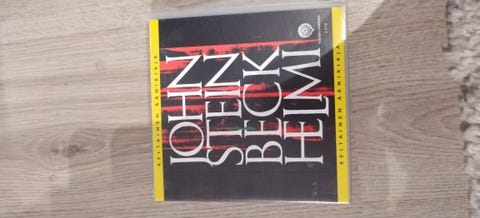 KELTAINEN ÄÄNIKIRJA
JOHN
STEIN
BECK
HELMI
KELTAINEN ÄÄNIKIRJA